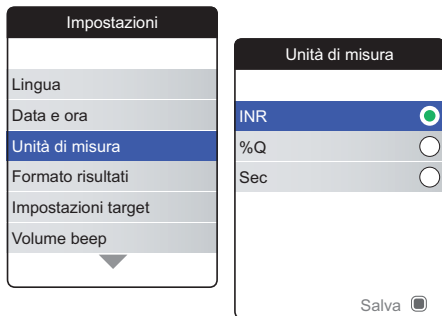 Impostazioni
Lingua
Data e ora
Unità di misura
Formato risultati
Impostazioni target
Volume beep
Unità di misura
INR
%Q
Sec
Salva